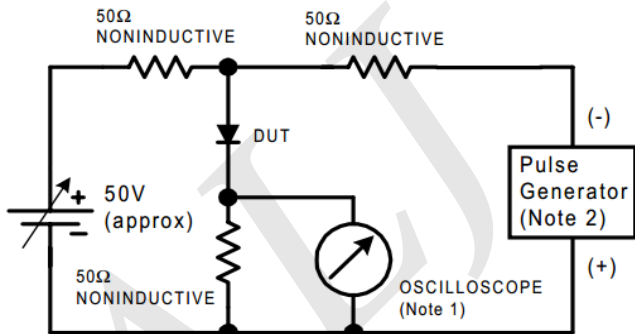 50Ω
NONINDUCTIVE
50Ω
NONINDUCTIVE
DUT
(-)
+
50V
(approx)
-
Pulse
Generator
(Note 2)
50Ω
NONINDUCTIVE
OSCILLOSCOPE
(Note 1)
(+)